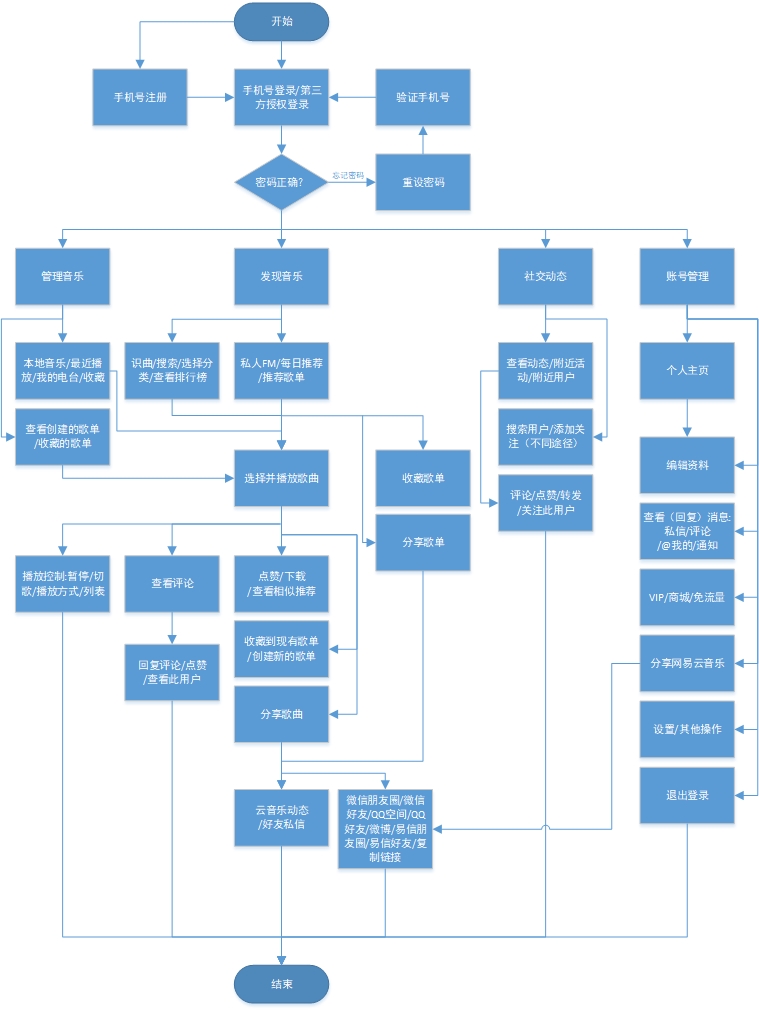 开始
手机号注册
手机号登录/第三
方授权登录
验证手机号
密码正确?
忘记密码
重设密码
管理音乐
发现音乐
社交动态
账号管理
本地音乐/最近播
放/我的电台/收藏
识曲/搜索/选择分
类/查看排行榜
私人FM/每日推荐
/推荐歌单
查看动态/附近活
动/附近用户
个人主页
查看创建的歌单
/收藏的歌单
搜索用户/添加关
注（不同途径）
选择并播放歌曲
收藏歌单
编辑资料
评论/点赞/转发
/关注此用户
分享歌单
查看（回复）消息:
私信/评论
/@我的/通知
播放控制:暂停/切
歌/播放方式/列表
查看评论
点赞/下载
/查看相似推荐
VIP/商城/免流量
收藏到现有歌单
/创建新的歌单
回复评论/点赞
/查看此用户
分享网易云音乐
分享歌曲
设置/其他操作
退出登录
云音乐动态
/好友私信
微信朋友圈/微信
好友/QQ空间/QQ
好友/微博/易信朋
友圈/易信好友/复
制链接
结束